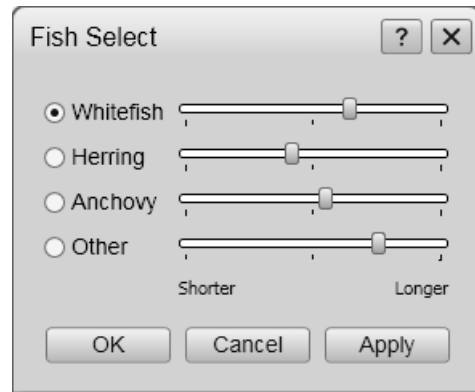 Fish Select ?
Whitefish
Herring
Anchovy
Other
Shorter Longer
OK Cancel Apply